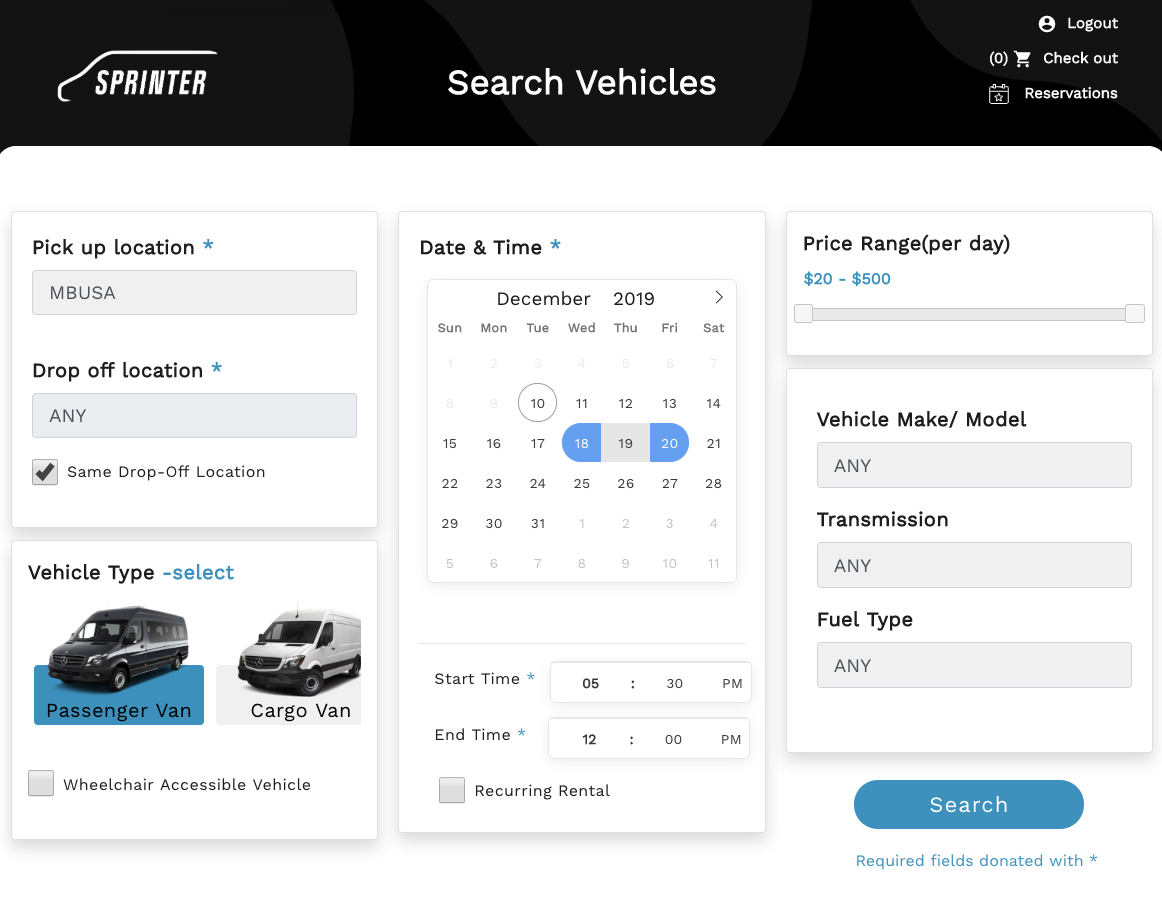 Logout
(0) Check out
Reservations
SPRINTER
Search Vehicles
Pick up location *
MBUSA
Drop off location *
ANY
Same Drop-Off Location
Vehicle Type -select
Passenger Van
Cargo Van
Wheelchair Accessible Vehicle
Date & Time *
December 2019
Sun Mon Tue Wed Thu Fri Sat
1 2 3 4 5 6 7
8 9 10 11 12 13 14
15 16 17 18 19 20 21
22 23 24 25 26 27 28
29 30 31 1 2 3 4
5 6 7 8 9 10 11
Start Time * 05 : 30 PM
End Time * 12 : 00 PM
Recurring Rental
Price Range(per day)
$20 - $500
Vehicle Make/ Model
ANY
Transmission
ANY
Fuel Type
ANY
Search
Required fields donated with *